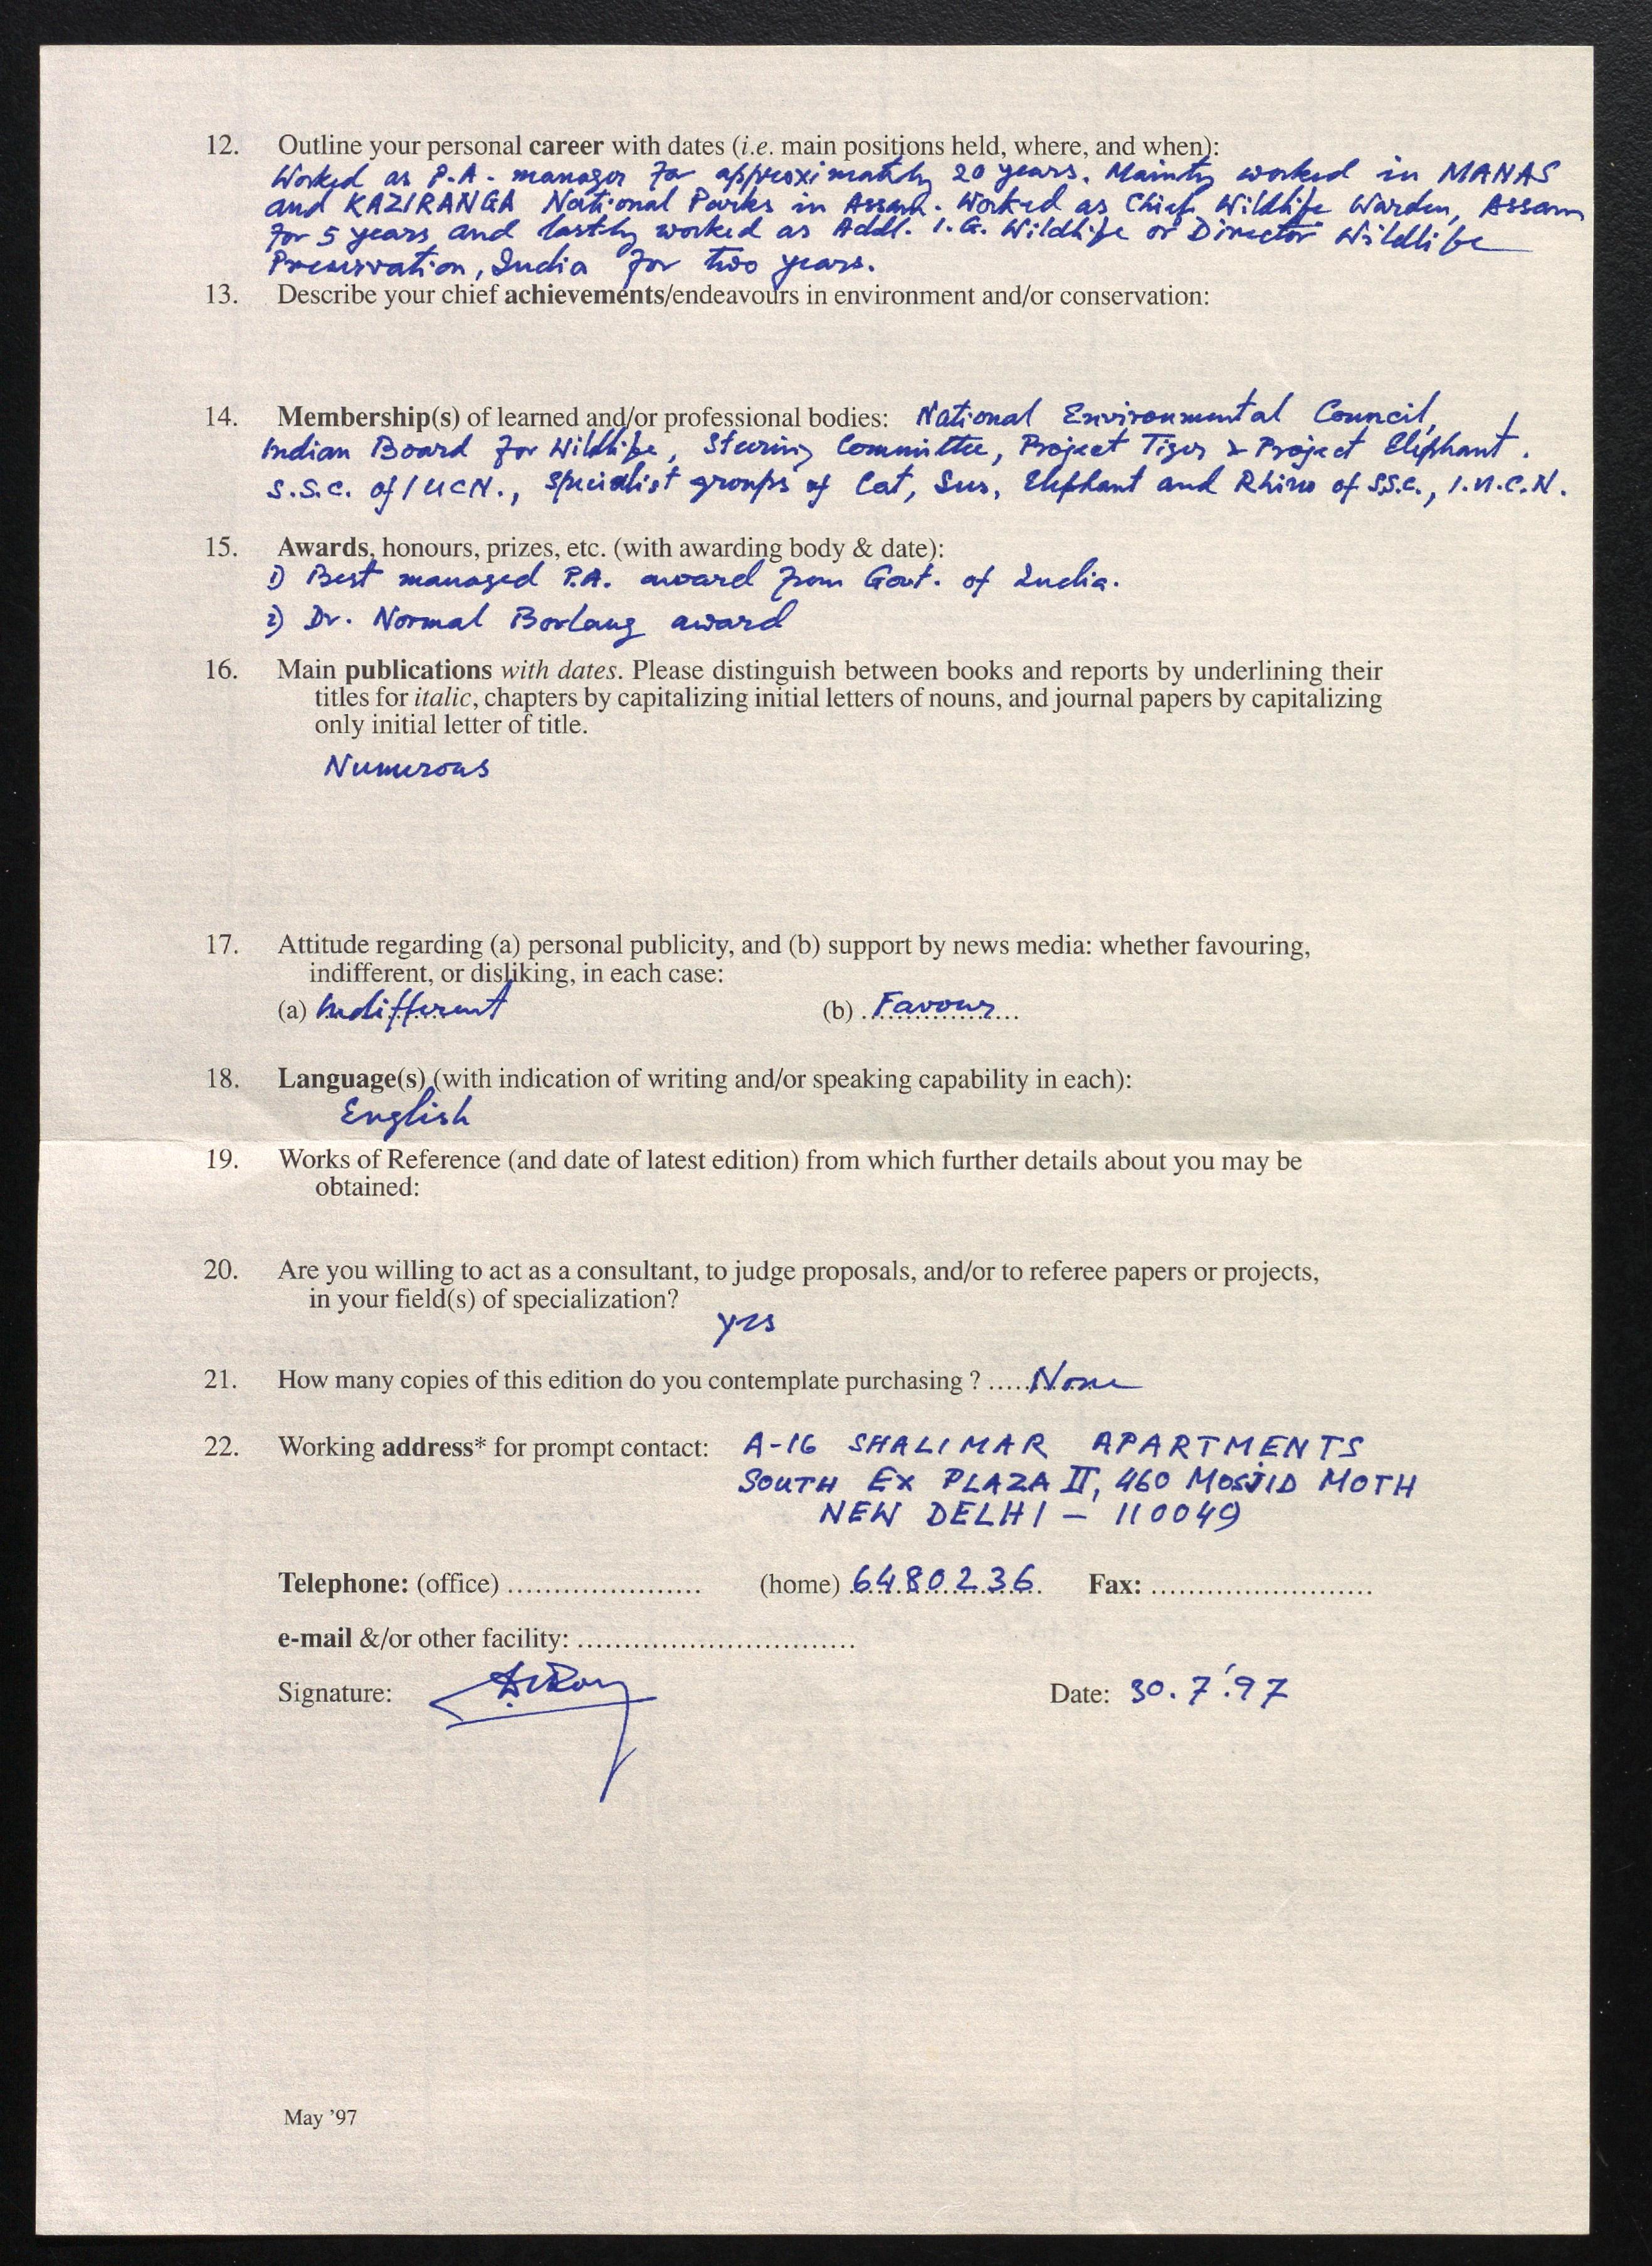 12. Outline your personal career with dates (i.e. main positions held, where, and when):
Worked as P.A. manager for approximately 20 years. Mainly worked in MANAS
and KAZIRANGA National Parks in Assam. Worked as Chief Wildlife Warden, Assam
for 5 years and lastly worked as Addl. I.G. Wildlife or Director Wildlife
Preservation, India for two years.
13. Describe your chief achievements/endeavours in environment and/or conservation:
14. Membership(s) of learned and/or professional bodies: National Environmental Council,
Indian Board for Wildlife, Steering Committee, Project Tiger & Project Elephant.
S.S.C. of IUCN., Specialist groups of Cat, Sus, Elephant and Rhino of S.S.C., I.U.C.N.
15. Awards, honours, prizes, etc. (with awarding body & date):
1) Best managed P.A. award from Govt. of India.
2) Dr. Normal Borlaug award
16. Main publications with dates. Please distinguish between books and reports by underlining their
titles for italic, chapters by capitalizing initial letters of nouns, and journal papers by capitalizing
only initial letter of title.
Numerous
17. Attitude regarding (a) personal publicity, and (b) support by news media: whether favouring,
indifferent, or disliking, in each case:
(a) Indifferent (b) Favour
18. Language(s) (with indication of writing and/or speaking capability in each):
English
19. Works of Reference (and date of latest edition) from which further details about you may be
obtained:
20. Are you willing to act as a consultant, to judge proposals, and/or to referee papers or projects,
in your field(s) of specialization?
yes
21. How many copies of this edition do you contemplate purchasing ? ..... None
22. Working address* for prompt contact: A-16 SHALIMAR APARTMENTS
SOUTH EX PLAZA II, 460 MOSJID MOTH
NEW DELHI - 110049
Telephone: (office) ..................... (home) 6480236 Fax: ........................
e-mail &/or other facility: ..............................
Signature: Date: 30.7.'97
May '97